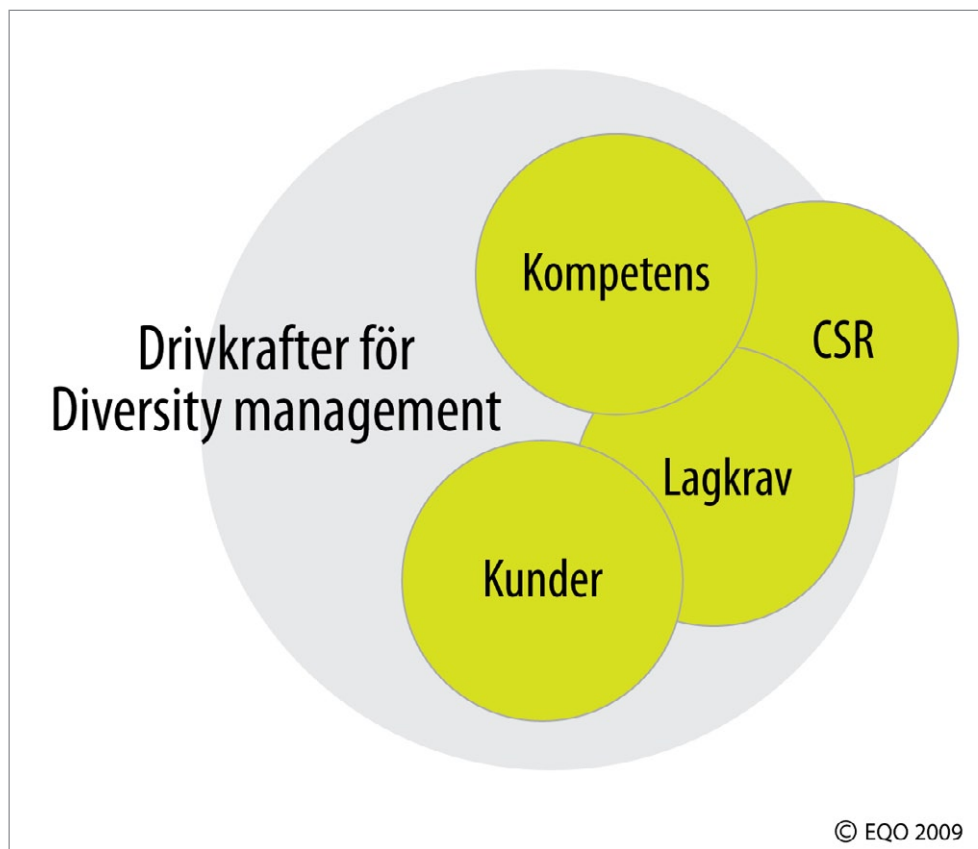 Drivkrafter för
Diversity management
Kompetens
CSR
Lagkrav
Kunder
© EQO 2009